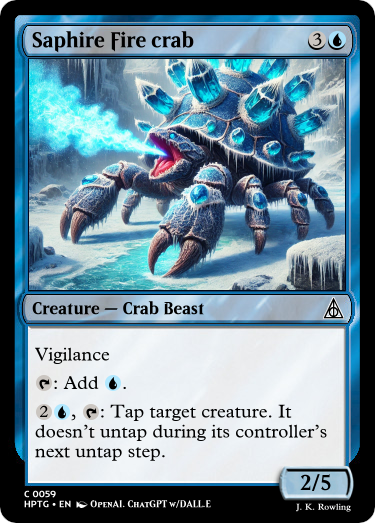 Saphire Fire crab 3
Creature — Crab Beast
Vigilance
: Add .
2 , : Tap target creature. It
doesn't untap during its controller's
next untap step.
2/5
C 0059
HPTG • EN OpenAI. ChatGPT w/DALL.E
J. K. Rowling